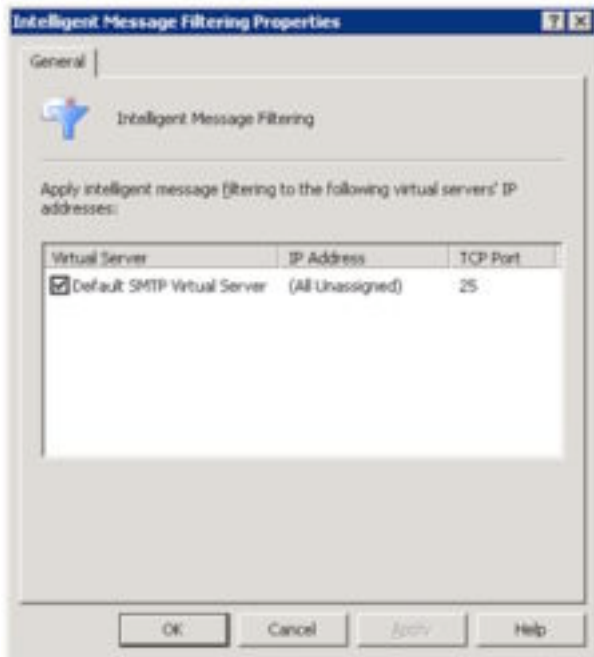 Intelligent Message Filtering Properties
General
Intelligent Message Filtering
Apply intelligent message filtering to the following virtual servers' IP
addresses:
Virtual Server IP Address TCP Port
Default SMTP Virtual Server (All Unassigned) 25
OK Cancel Apply Help